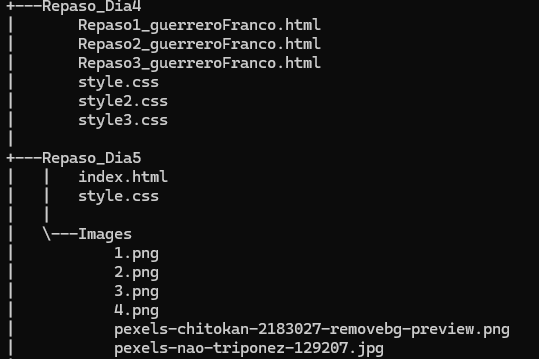 +---Repaso_Dia4
|       Repaso1_guerreroFranco.html
|       Repaso2_guerreroFranco.html
|       Repaso3_guerreroFranco.html
|       style.css
|       style2.css
|       style3.css
|
+---Repaso_Dia5
|   |   index.html
|   |   style.css
|   |
|   \---Images
|           1.png
|           2.png
|           3.png
|           4.png
|           pexels-chitokan-2183027-removebg-preview.png
|           pexels-nao-triponez-129207.jpg